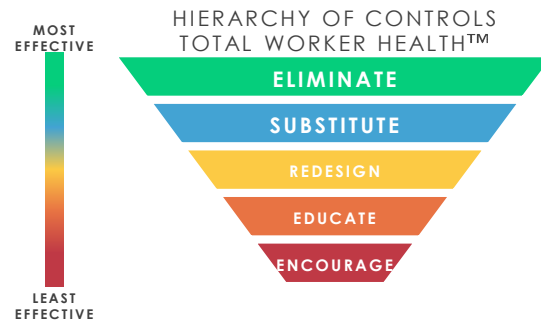 HIERARCHY OF CONTROLS
TOTAL WORKER HEALTH™
MOST
EFFECTIVE
ELIMINATE
SUBSTITUTE
REDESIGN
EDUCATE
ENCOURAGE
LEAST
EFFECTIVE